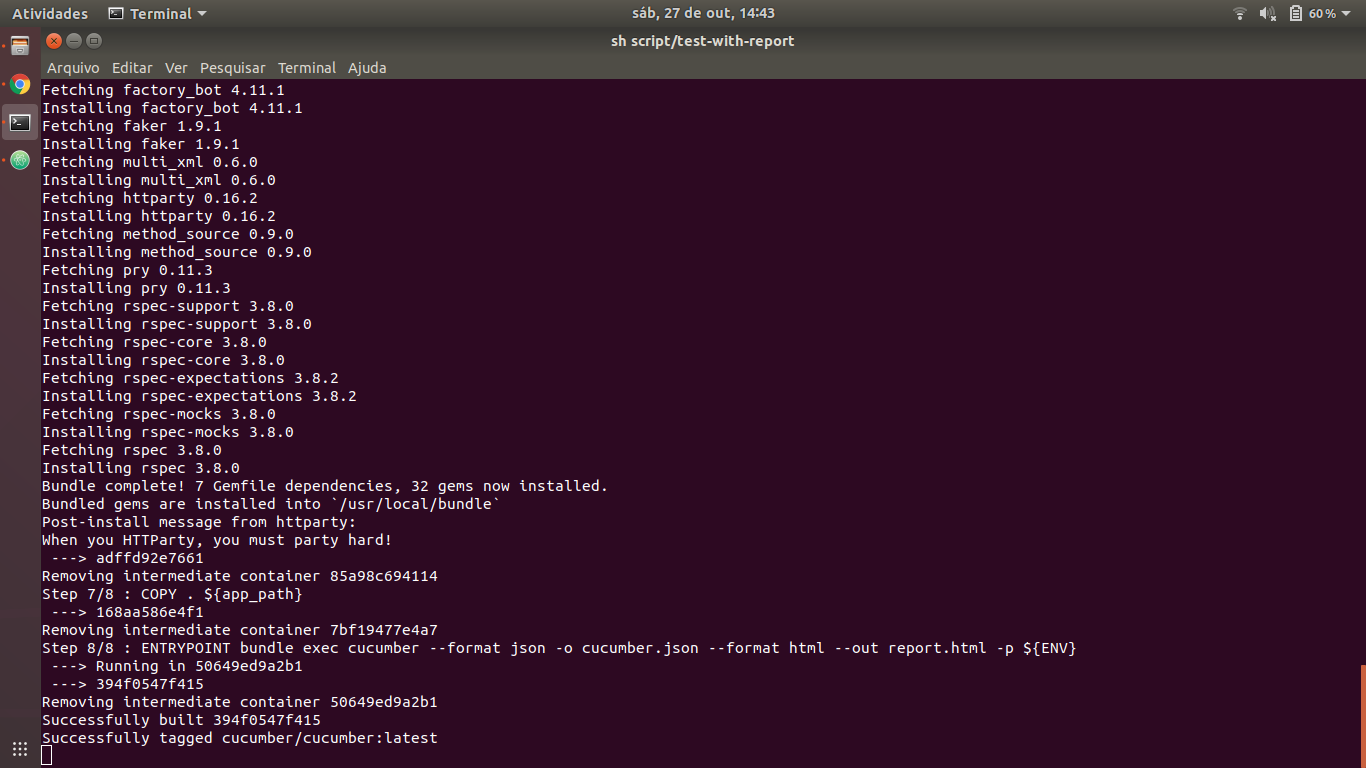 Atividades Terminal sáb, 27 de out, 14:43 60%
sh script/test-with-report
Arquivo Editar Ver Pesquisar Terminal Ajuda
Fetching factory_bot 4.11.1
Installing factory_bot 4.11.1
Fetching faker 1.9.1
Installing faker 1.9.1
Fetching multi_xml 0.6.0
Installing multi_xml 0.6.0
Fetching httparty 0.16.2
Installing httparty 0.16.2
Fetching method_source 0.9.0
Installing method_source 0.9.0
Fetching pry 0.11.3
Installing pry 0.11.3
Fetching rspec-support 3.8.0
Installing rspec-support 3.8.0
Fetching rspec-core 3.8.0
Installing rspec-core 3.8.0
Fetching rspec-expectations 3.8.2
Installing rspec-expectations 3.8.2
Fetching rspec-mocks 3.8.0
Installing rspec-mocks 3.8.0
Fetching rspec 3.8.0
Installing rspec 3.8.0
Bundle complete! 7 Gemfile dependencies, 32 gems now installed.
Bundled gems are installed into `/usr/local/bundle`
Post-install message from httparty:
When you HTTParty, you must party hard!
 ---> adffd92e7661
Removing intermediate container 85a98c694114
Step 7/8 : COPY . ${app_path}
 ---> 168aa586e4f1
Removing intermediate container 7bf19477e4a7
Step 8/8 : ENTRYPOINT bundle exec cucumber --format json -o cucumber.json --format html --out report.html -p ${ENV}
 ---> Running in 50649ed9a2b1
 ---> 394f0547f415
Removing intermediate container 50649ed9a2b1
Successfully built 394f0547f415
Successfully tagged cucumber/cucumber:latest